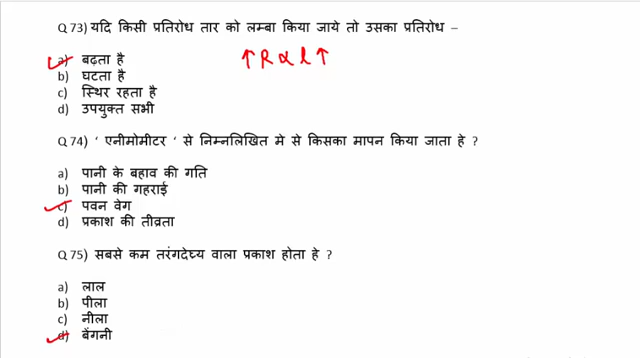 Q 73) यदि किसी प्रतिरोध तार को लम्बा किया जाये तो उसका प्रतिरोध –
a) बढ़ता है ↑ R ∝ l ↑
b) घटता है
c) स्थिर रहता है
d) उपयुक्त सभी
Q 74) ' एनीमोमीटर ' से निम्नलिखित मे से किसका मापन किया जाता हे ?
a) पानी के बहाव की गति
b) पानी की गहराई
c) पवन वेग
d) प्रकाश की तीव्रता
Q 75) सबसे कम तरंगदेघ्य वाला प्रकाश होता हे ?
a) लाल
b) पीला
c) नीला
d) बेंगनी